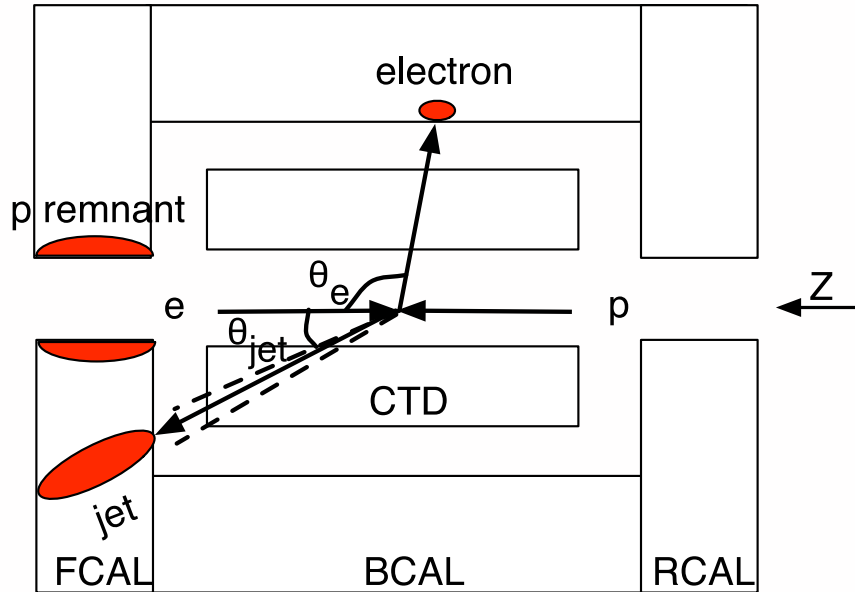 electron
p remnant
θe
e
p
Z
θjet
CTD
jet
FCAL
BCAL
RCAL